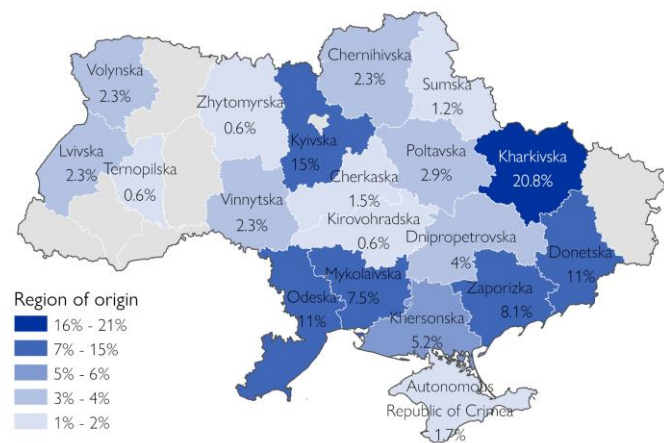 Volynska
2.3%
Zhytomyrska
0.6%
Chernihivska
2.3%
Sumska
1.2%
Lvivska
2.3%
Ternopilska
0.6%
Kyivska
15%
Poltavska
2.9%
Kharkivska
20.8%
Vinnytska
2.3%
Cherkaska
1.5%
Kirovohradska
0.6%
Dnipropetrovska
4%
Donetska
11%
Odeska
11%
Mykolaivska
7.5%
Zaporizka
8.1%
Khersonska
5.2%
Autonomous
Republic of Crimea
1.7%
Region of origin
16% - 21%
7% - 15%
5% - 6%
3% - 4%
1% - 2%